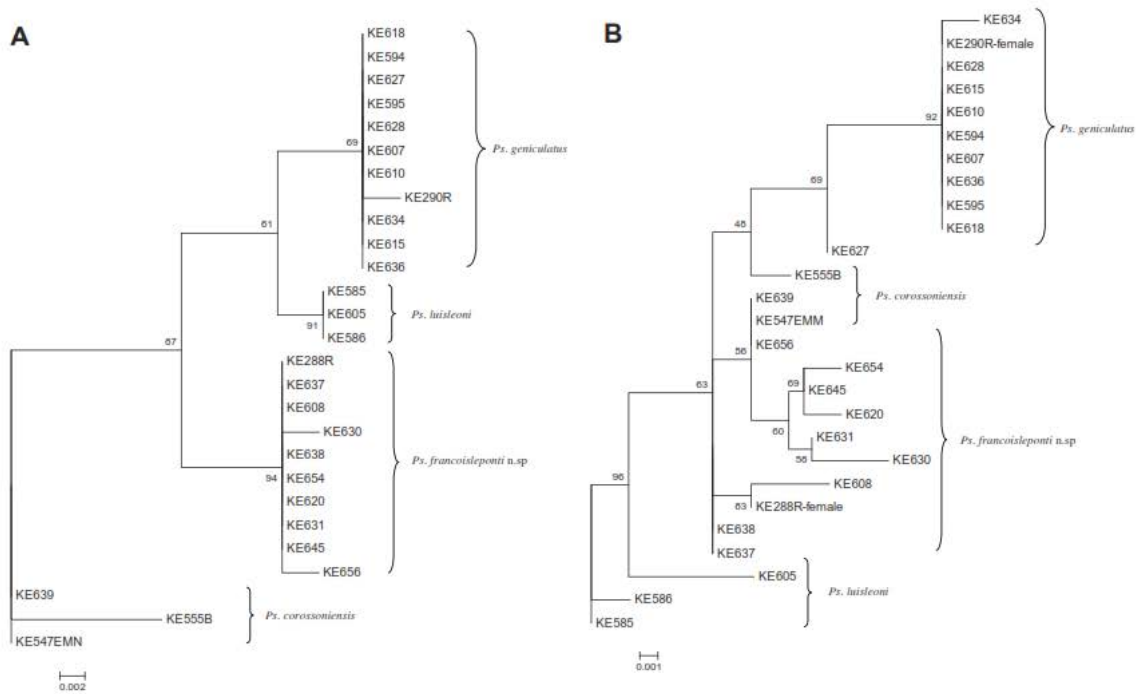 A
KE618
KE594
KE627
KE595
KE628
KE607
KE610
KE290R
KE634
KE615
KE636
69
Ps. geniculatus
61
KE585
KE605
KE586
91
Ps. luisleoni
67
KE288R
KE637
KE608
KE630
KE638
KE654
KE620
KE631
KE645
KE656
94
Ps. francoisleponti n.sp
KE639
KE555B
KE547EMN
Ps. corossoniensis
0.002
B
KE634
KE290R-female
KE628
KE615
KE610
KE594
KE607
KE636
KE595
KE618
92
Ps. geniculatus
69
KE627
48
KE555B
Ps. corossoniensis
KE639
KE547EMM
KE656
56
63
KE654
69
KE645
KE620
60
KE631
58
KE630
Ps. francoisleponti n.sp
KE608
63
KE288R-female
KE638
KE637
96
KE605
Ps. luisleoni
KE586
KE585
0.001